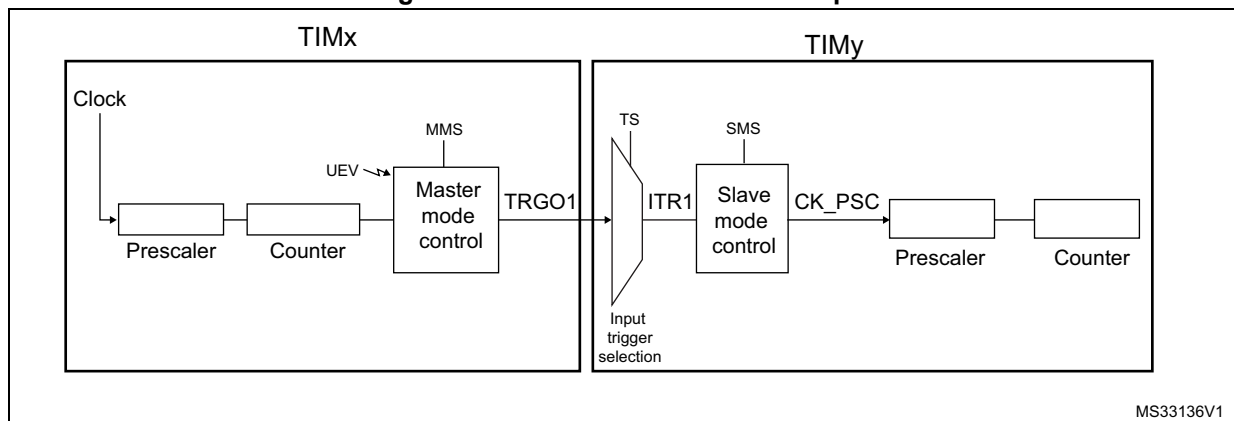 TIMx
TIMy
Clock
MMS
UEV
Master
mode
control
TRGO1
Prescaler
Counter
TS
SMS
ITR1
Slave
mode
control
CK_PSC
Prescaler
Counter
Input
trigger
selection
MS33136V1